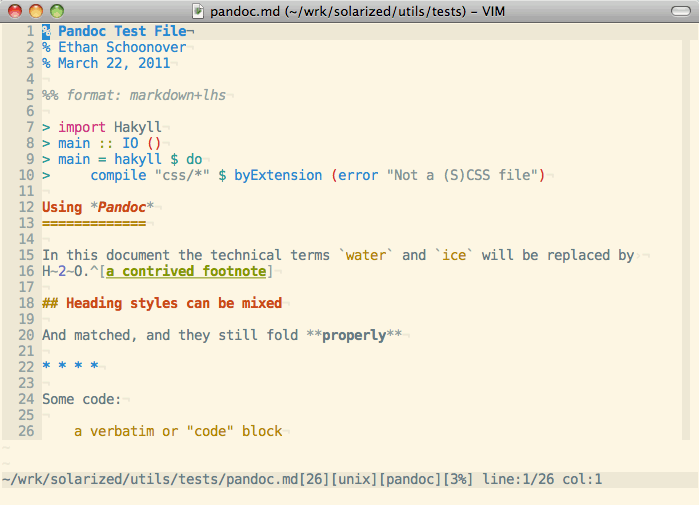 pandoc.md (~/wrk/solarized/utils/tests) – VIM
1 % Pandoc Test File¬
2 % Ethan Schoonover¬
3 % March 22, 2011¬
4 ¬
5 %% format: markdown+lhs¬
6 ¬
7 > import Hakyll¬
8 > main :: IO ()¬
9 > main = hakyll $ do¬
10 >     compile "css/*" $ byExtension (error "Not a (S)CSS file")¬
11 ¬
12 Using *Pandoc*¬
13 =============¬
14 ¬
15 In this document the technical terms `water` and `ice` will be replaced by ¬
16 H~2~O.^[a contrived footnote]¬
17 ¬
18 ## Heading styles can be mixed¬
19 ¬
20 And matched, and they still fold **properly**¬
21 ¬
22 * * * *¬
23 ¬
24 Some code:¬
25 ¬
26     a verbatim or "code" block¬
~/wrk/solarized/utils/tests/pandoc.md[26][unix][pandoc][3%] line:1/26 col:1